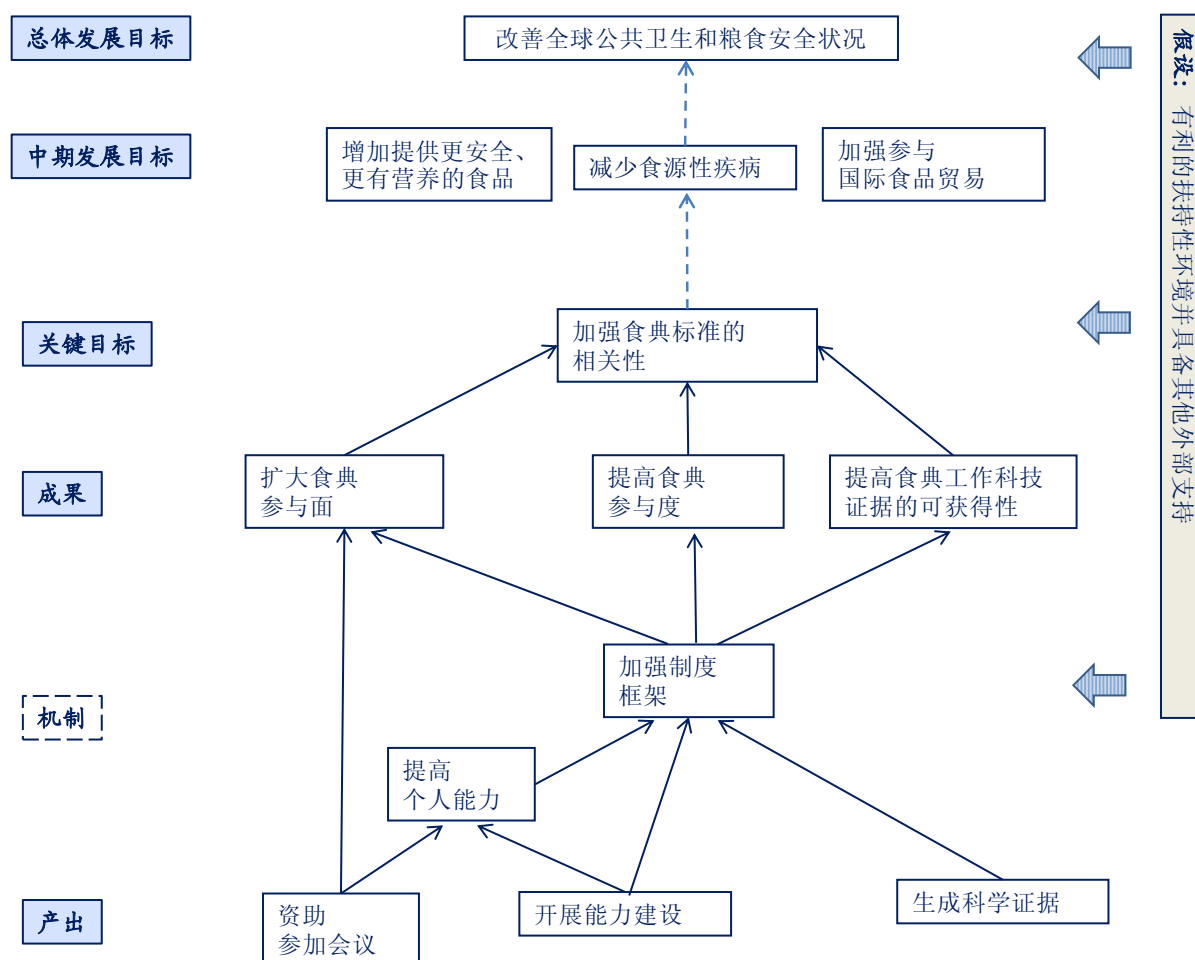 总体发展目标
改善全球公共卫生和粮食安全状况
假设：有利的扶持性环境并具备其他外部支持
中期发展目标
增加提供更安全、
更有营养的食品
减少食源性疾病
加强参与
国际食品贸易
关键目标
加强食典标准的
相关性
成果
扩大食典
参与面
提高食典
参与度
提高食典工作科技
证据的可获得性
机制
加强制度
框架
提高
个人能力
产出
资助
参加会议
开展能力建设
生成科学证据